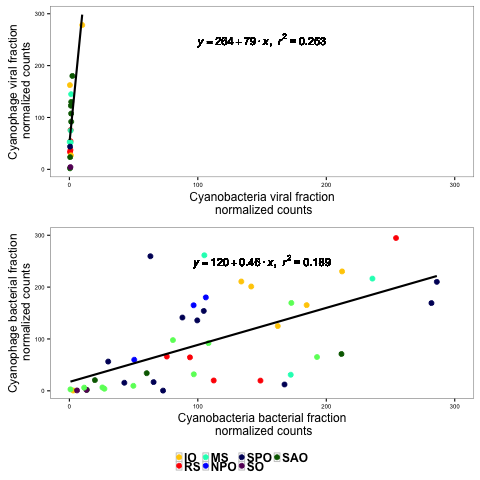 Cyanophage viral fraction
normalized counts
300
200
100
0
y = 264 + 79 · x, r² = 0.253
0
100
200
300
Cyanobacteria viral fraction
normalized counts
Cyanophage bacterial fraction
normalized counts
300
200
100
0
y = 120 + 0.46 · x, r² = 0.189
0
100
200
300
Cyanobacteria bacterial fraction
normalized counts
IO MS SPO SAO
RS NPO SO